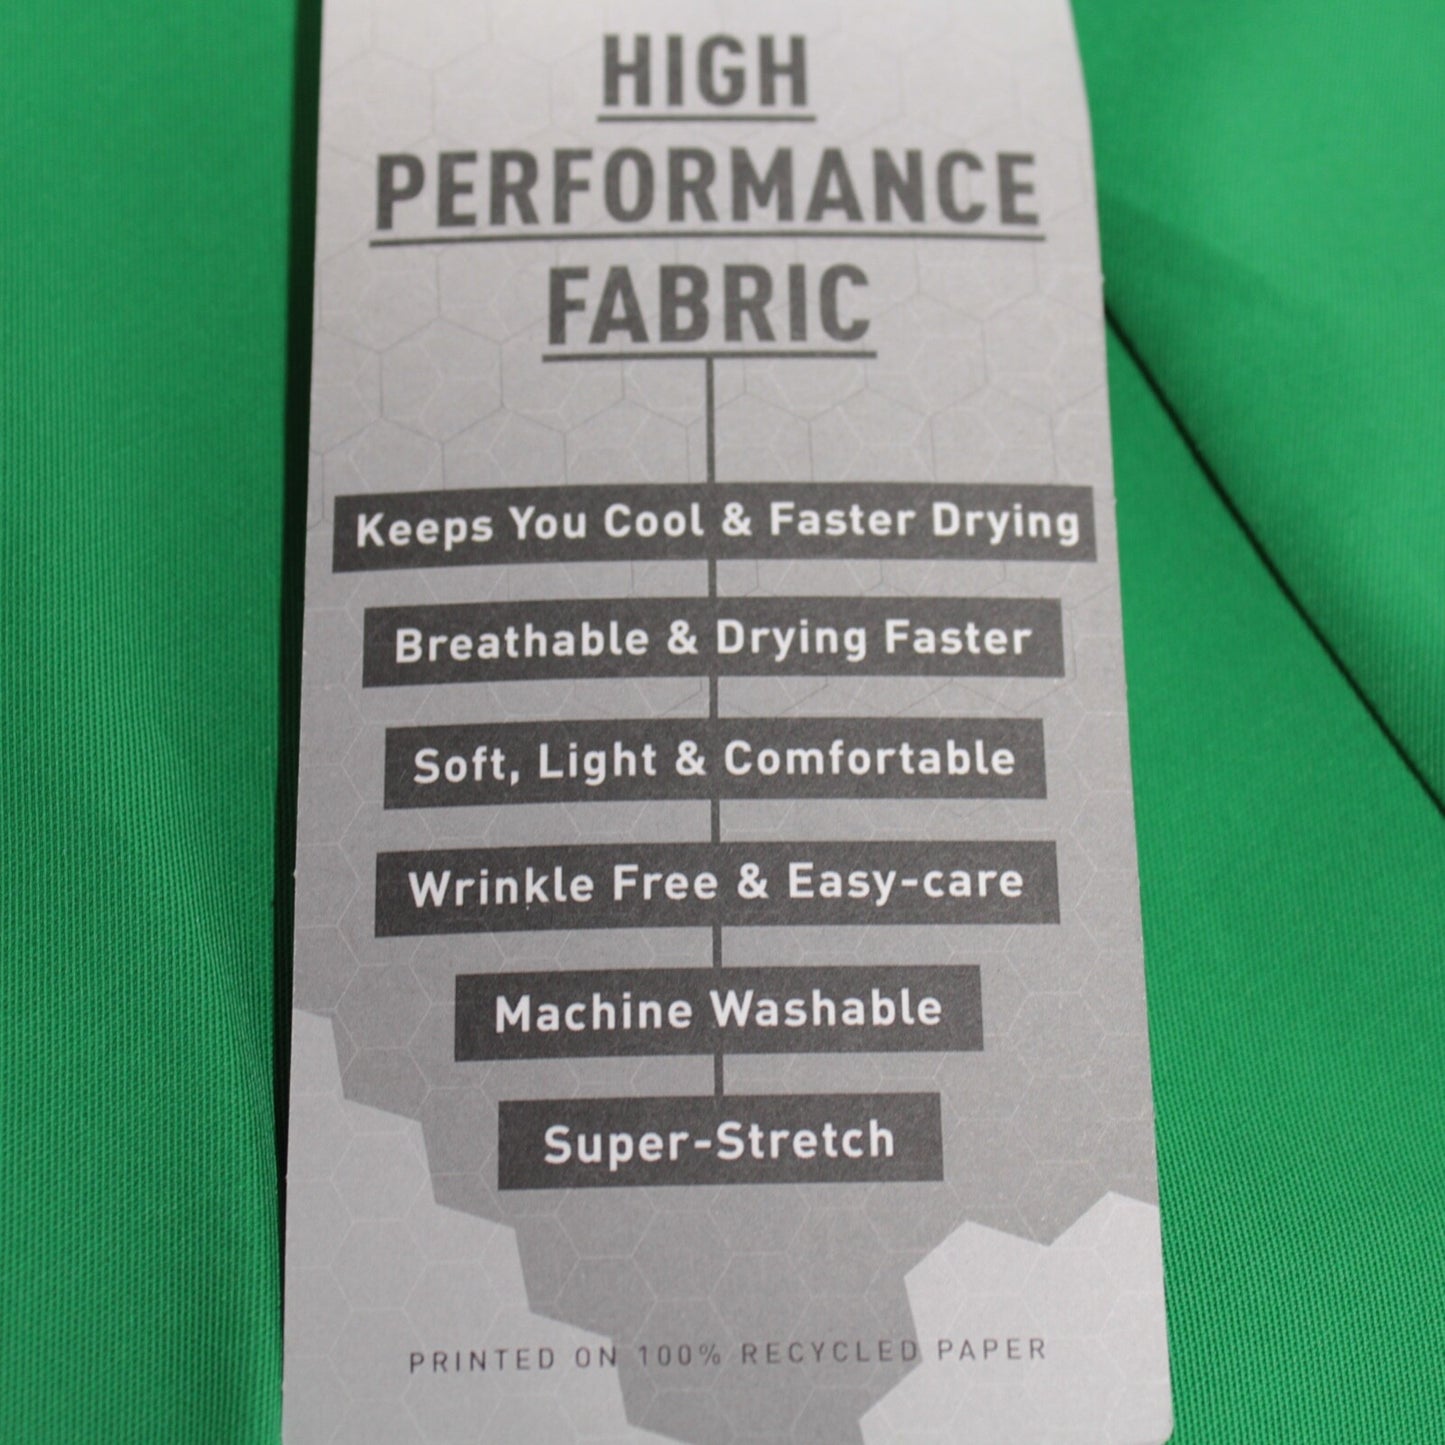 HIGH
PERFORMANCE
FABRIC
Keeps You Cool & Faster Drying
Breathable & Drying Faster
Soft, Light & Comfortable
Wrinkle Free & Easy-care
Machine Washable
Super-Stretch
PRINTED ON 100% RECYCLED PAPER